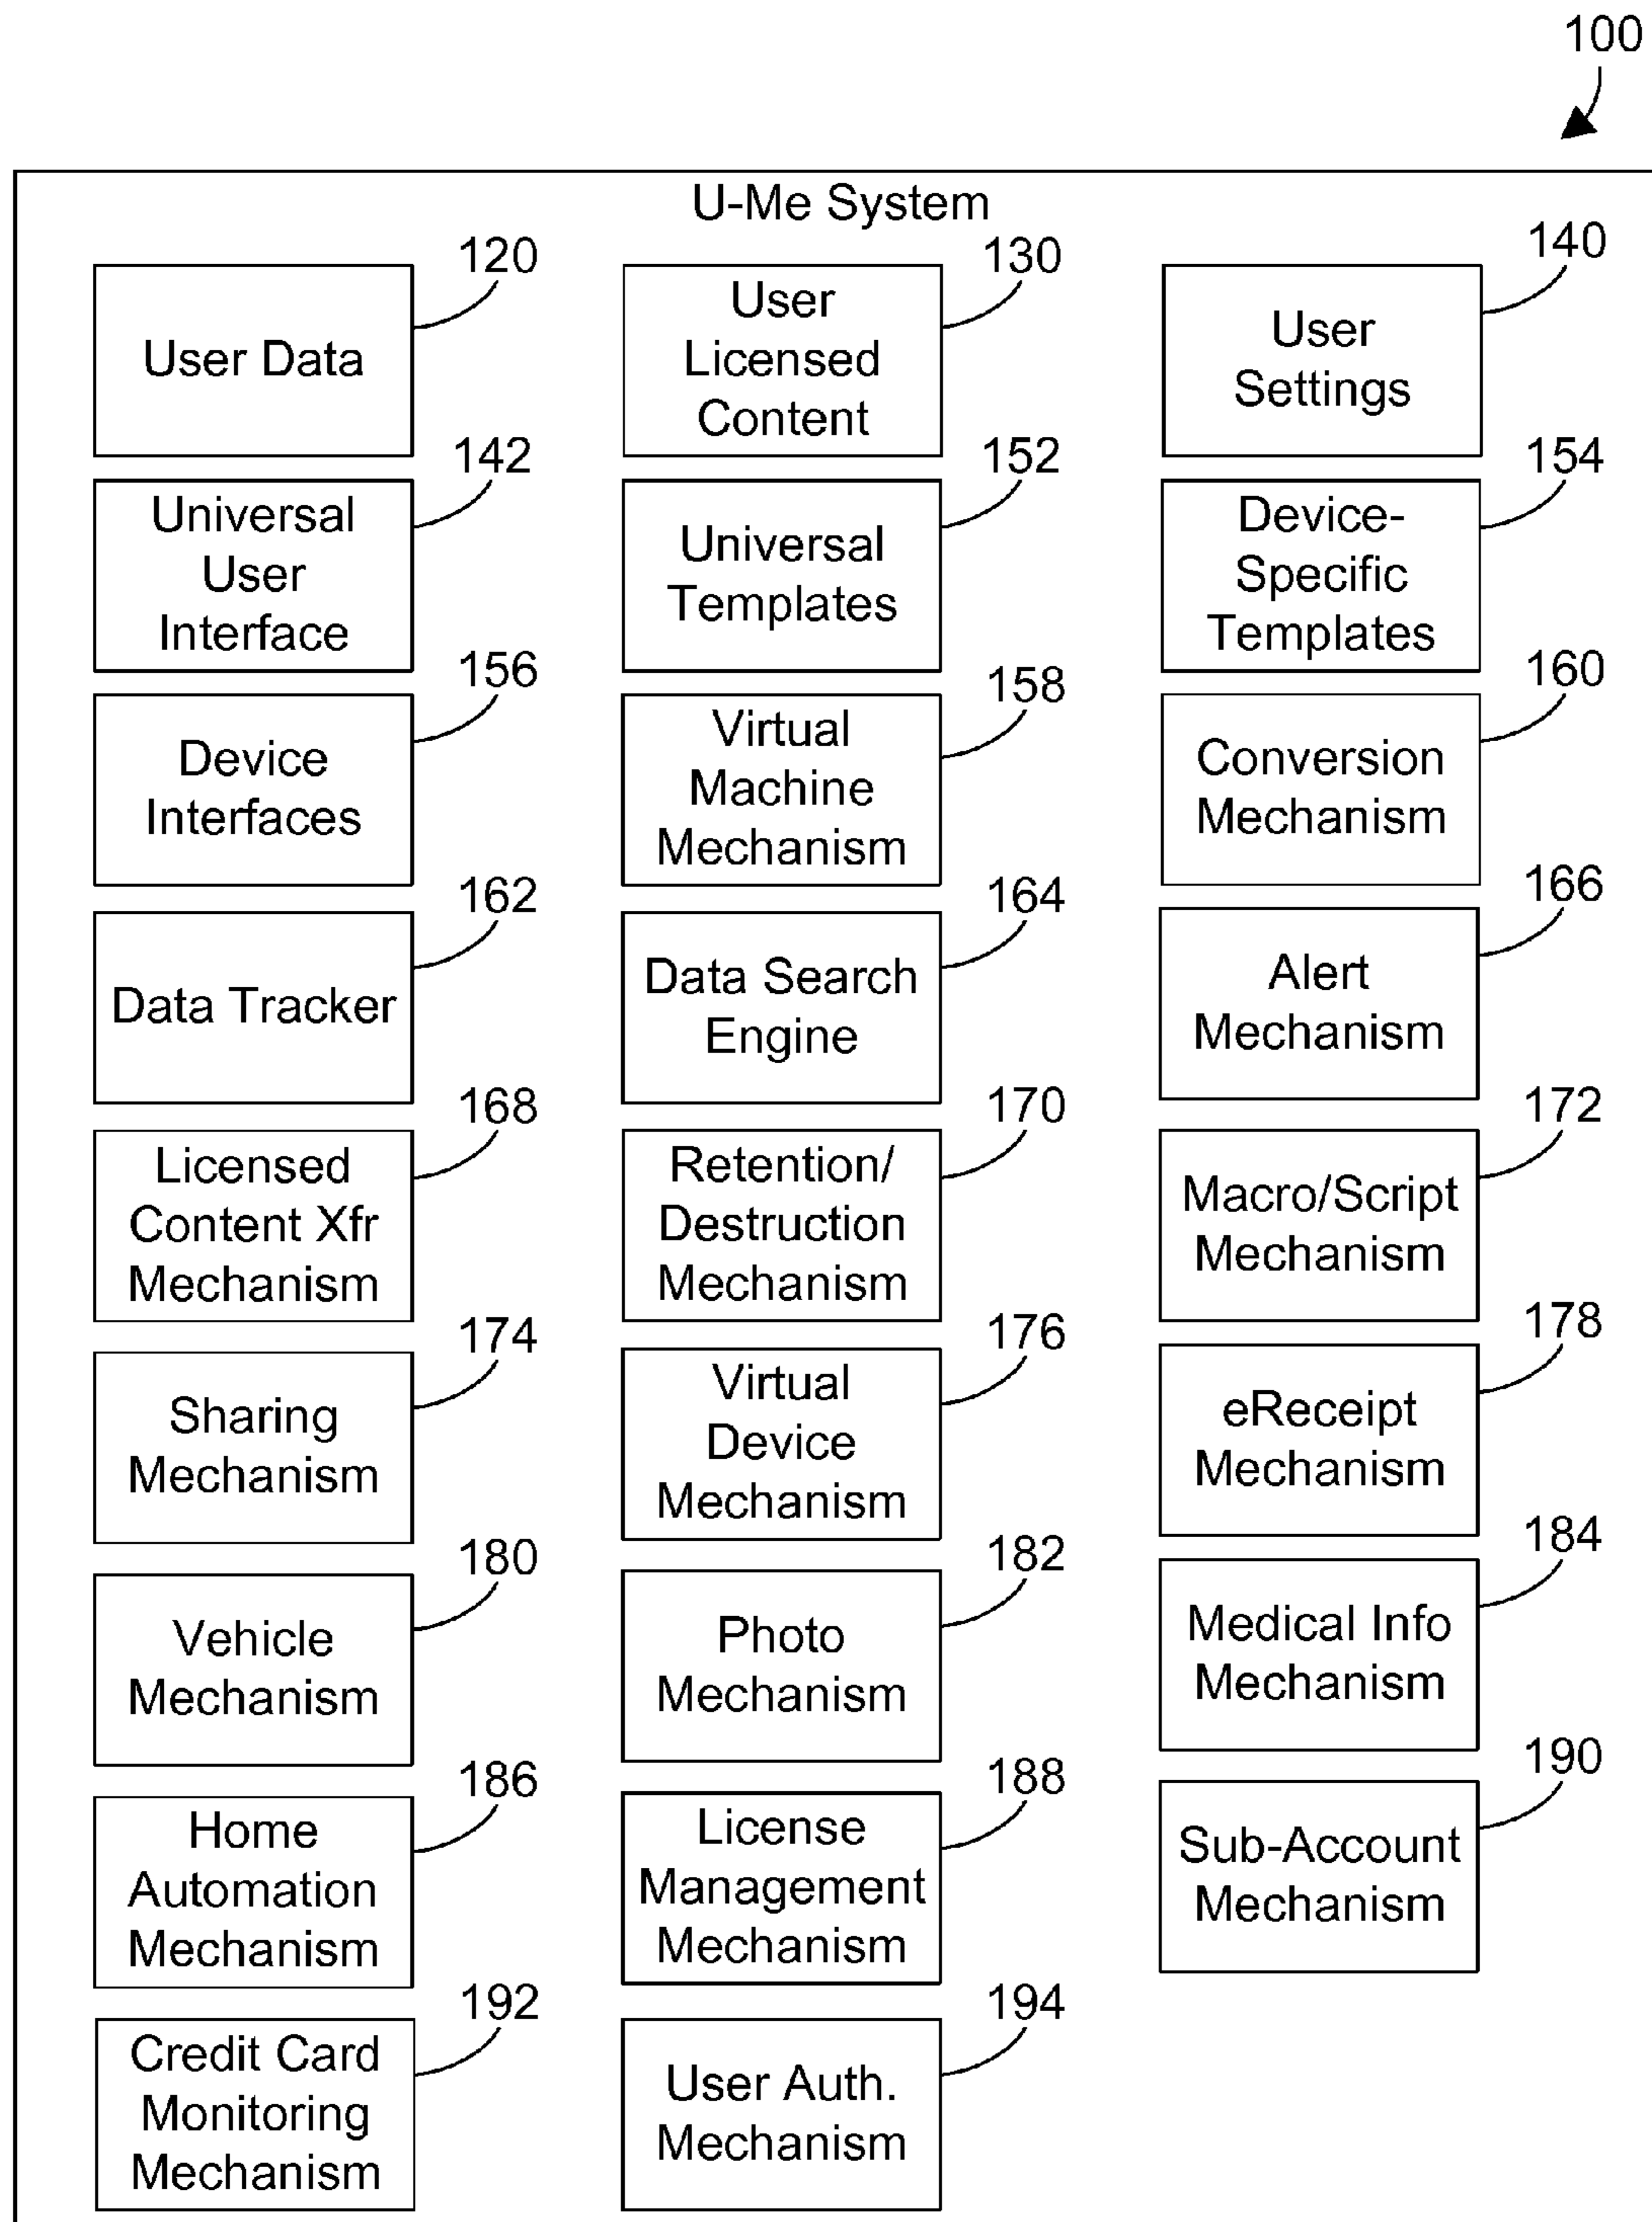 100
U-Me System
120
User Data
130
User
Licensed
Content
140
User
Settings
142
Universal
User
Interface
152
Universal
Templates
154
Device-
Specific
Templates
156
Device
Interfaces
158
Virtual
Machine
Mechanism
160
Conversion
Mechanism
162
Data Tracker
164
Data Search
Engine
166
Alert
Mechanism
168
Licensed
Content Xfr
Mechanism
170
Retention/
Destruction
Mechanism
172
Macro/Script
Mechanism
174
Sharing
Mechanism
176
Virtual
Device
Mechanism
178
eReceipt
Mechanism
180
Vehicle
Mechanism
182
Photo
Mechanism
184
Medical Info
Mechanism
186
Home
Automation
Mechanism
188
License
Management
Mechanism
190
Sub-Account
Mechanism
192
Credit Card
Monitoring
Mechanism
194
User Auth.
Mechanism